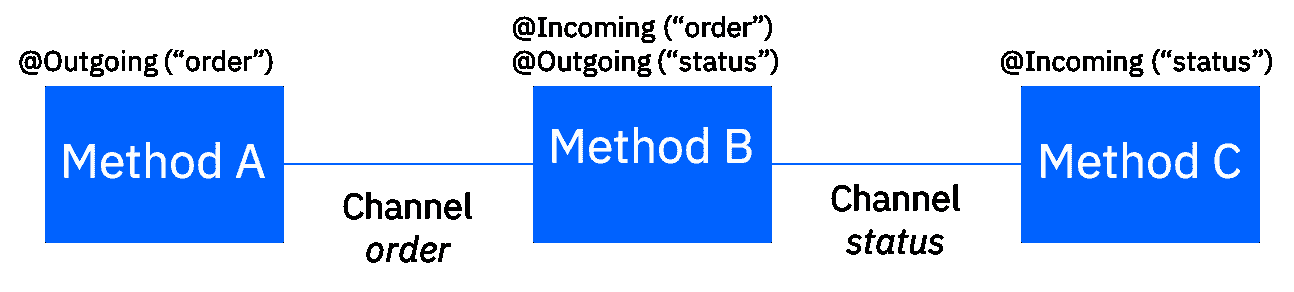 @Outgoing (“order”)
@Incoming (“order”)
@Outgoing (“status”)
@Incoming (“status”)
Method A
Method B
Method C
Channel
order
Channel
status